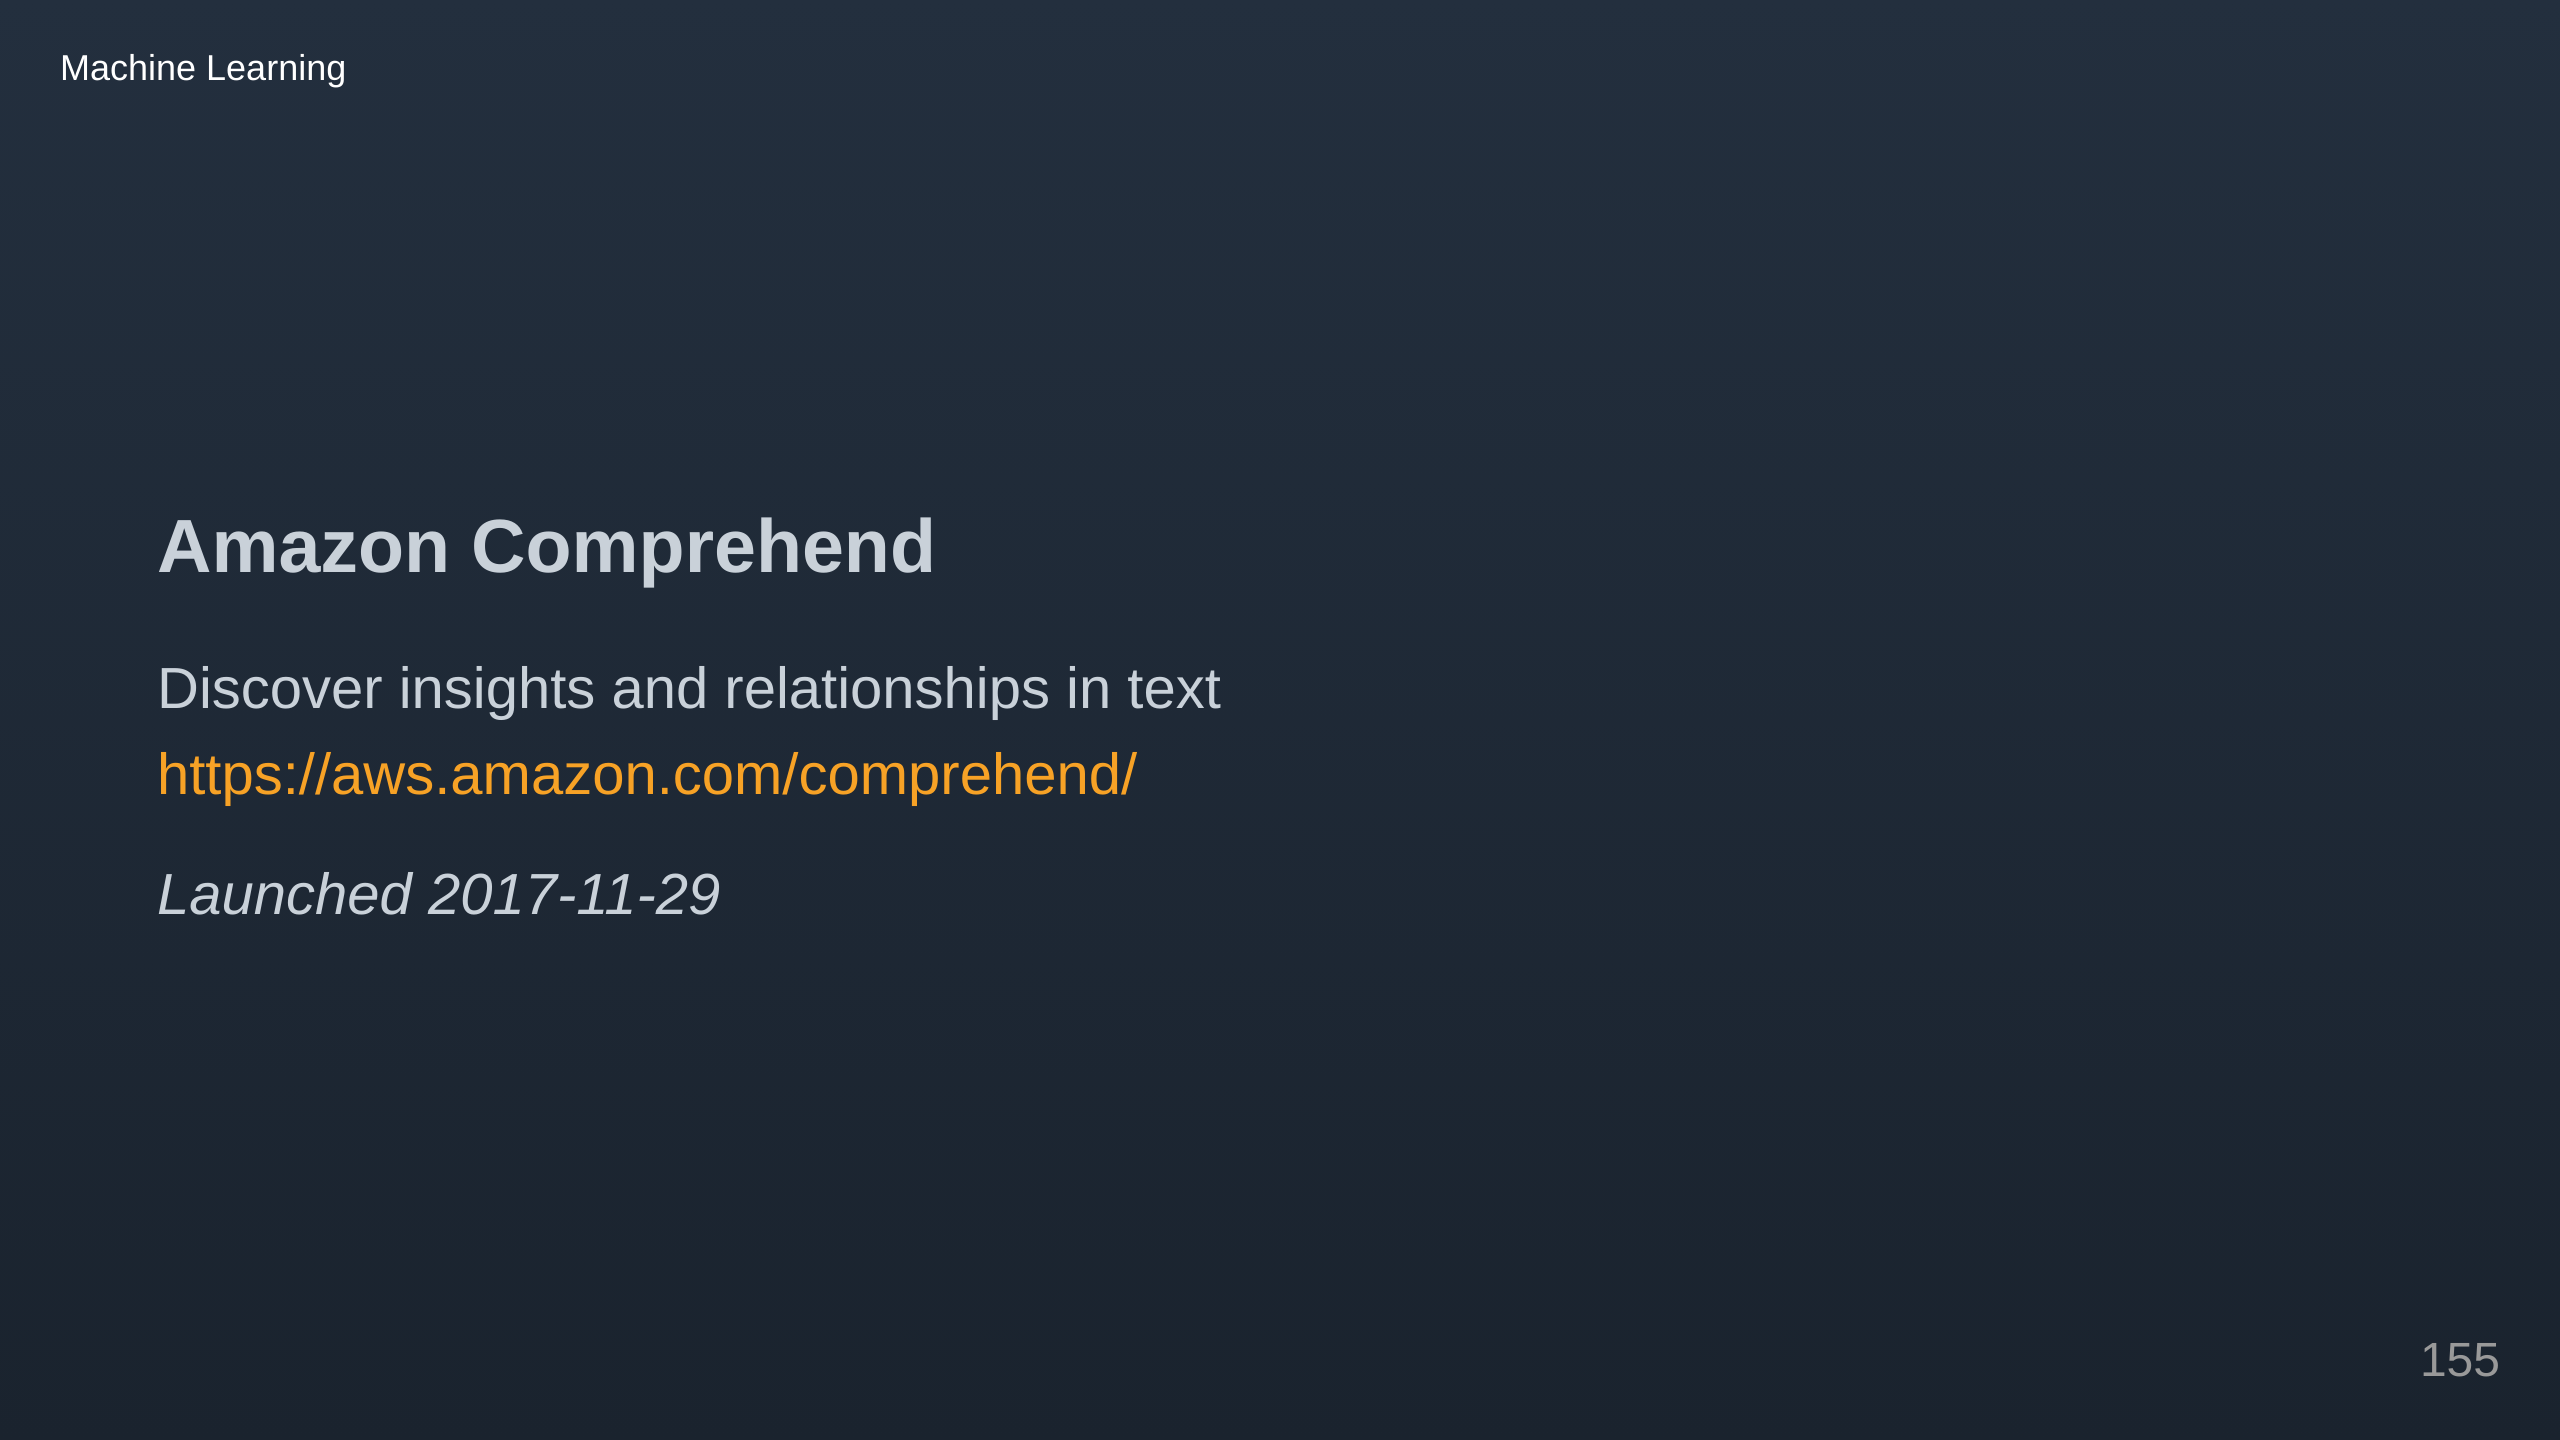 Machine Learning
Amazon Comprehend
Discover insights and relationships in text
https://aws.amazon.com/comprehend/
Launched 2017-11-29
155